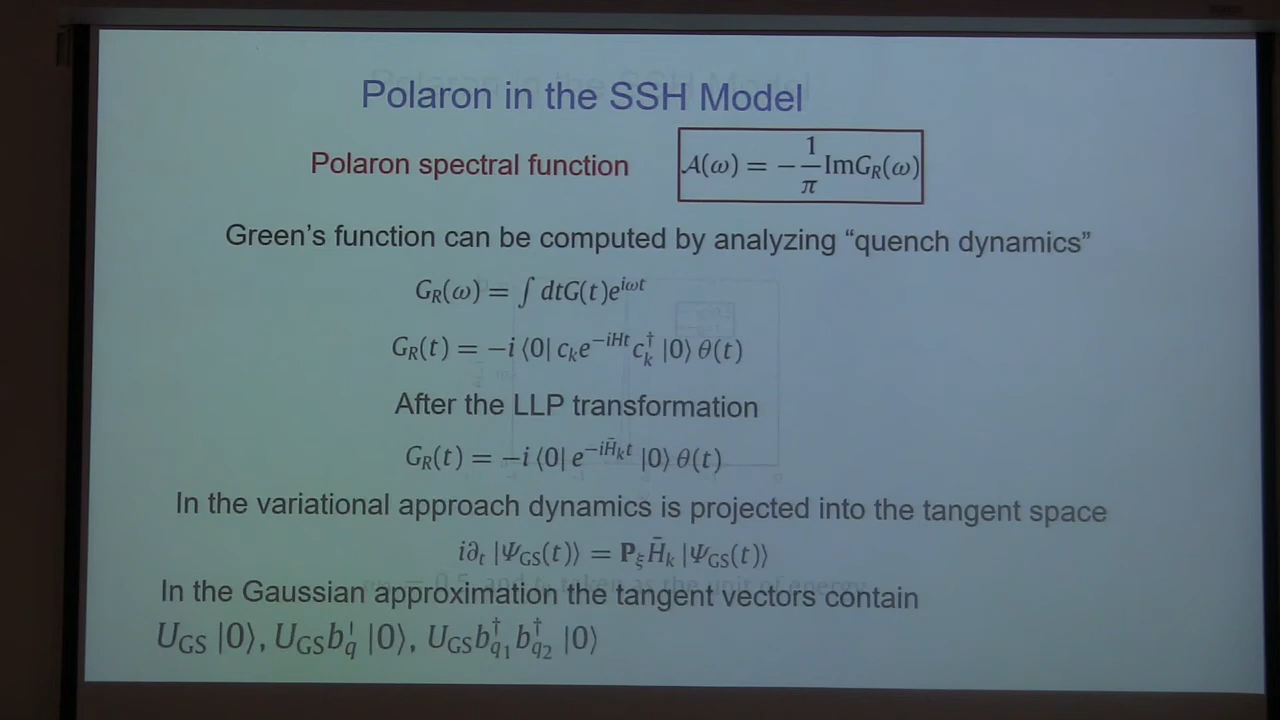 Polaron in the SSH Model
Polaron spectral function
A(ω) = −1/π ImG_R(ω)
Green's function can be computed by analyzing “quench dynamics”
G_R(ω) = ∫ dtG(t)e^{iωt}
G_R(t) = −i ⟨0| c_k e^{−iHt} c_k^† |0⟩ θ(t)
After the LLP transformation
G_R(t) = −i ⟨0| e^{−iH̄_k t} |0⟩ θ(t)
In the variational approach dynamics is projected into the tangent space
i∂_t |Ψ_GS(t)⟩ = P_ξ H̄_k |Ψ_GS(t)⟩
In the Gaussian approximation the tangent vectors contain
U_GS |0⟩, U_GS b_q^† |0⟩, U_GS b_{q_1}^† b_{q_2}^† |0⟩